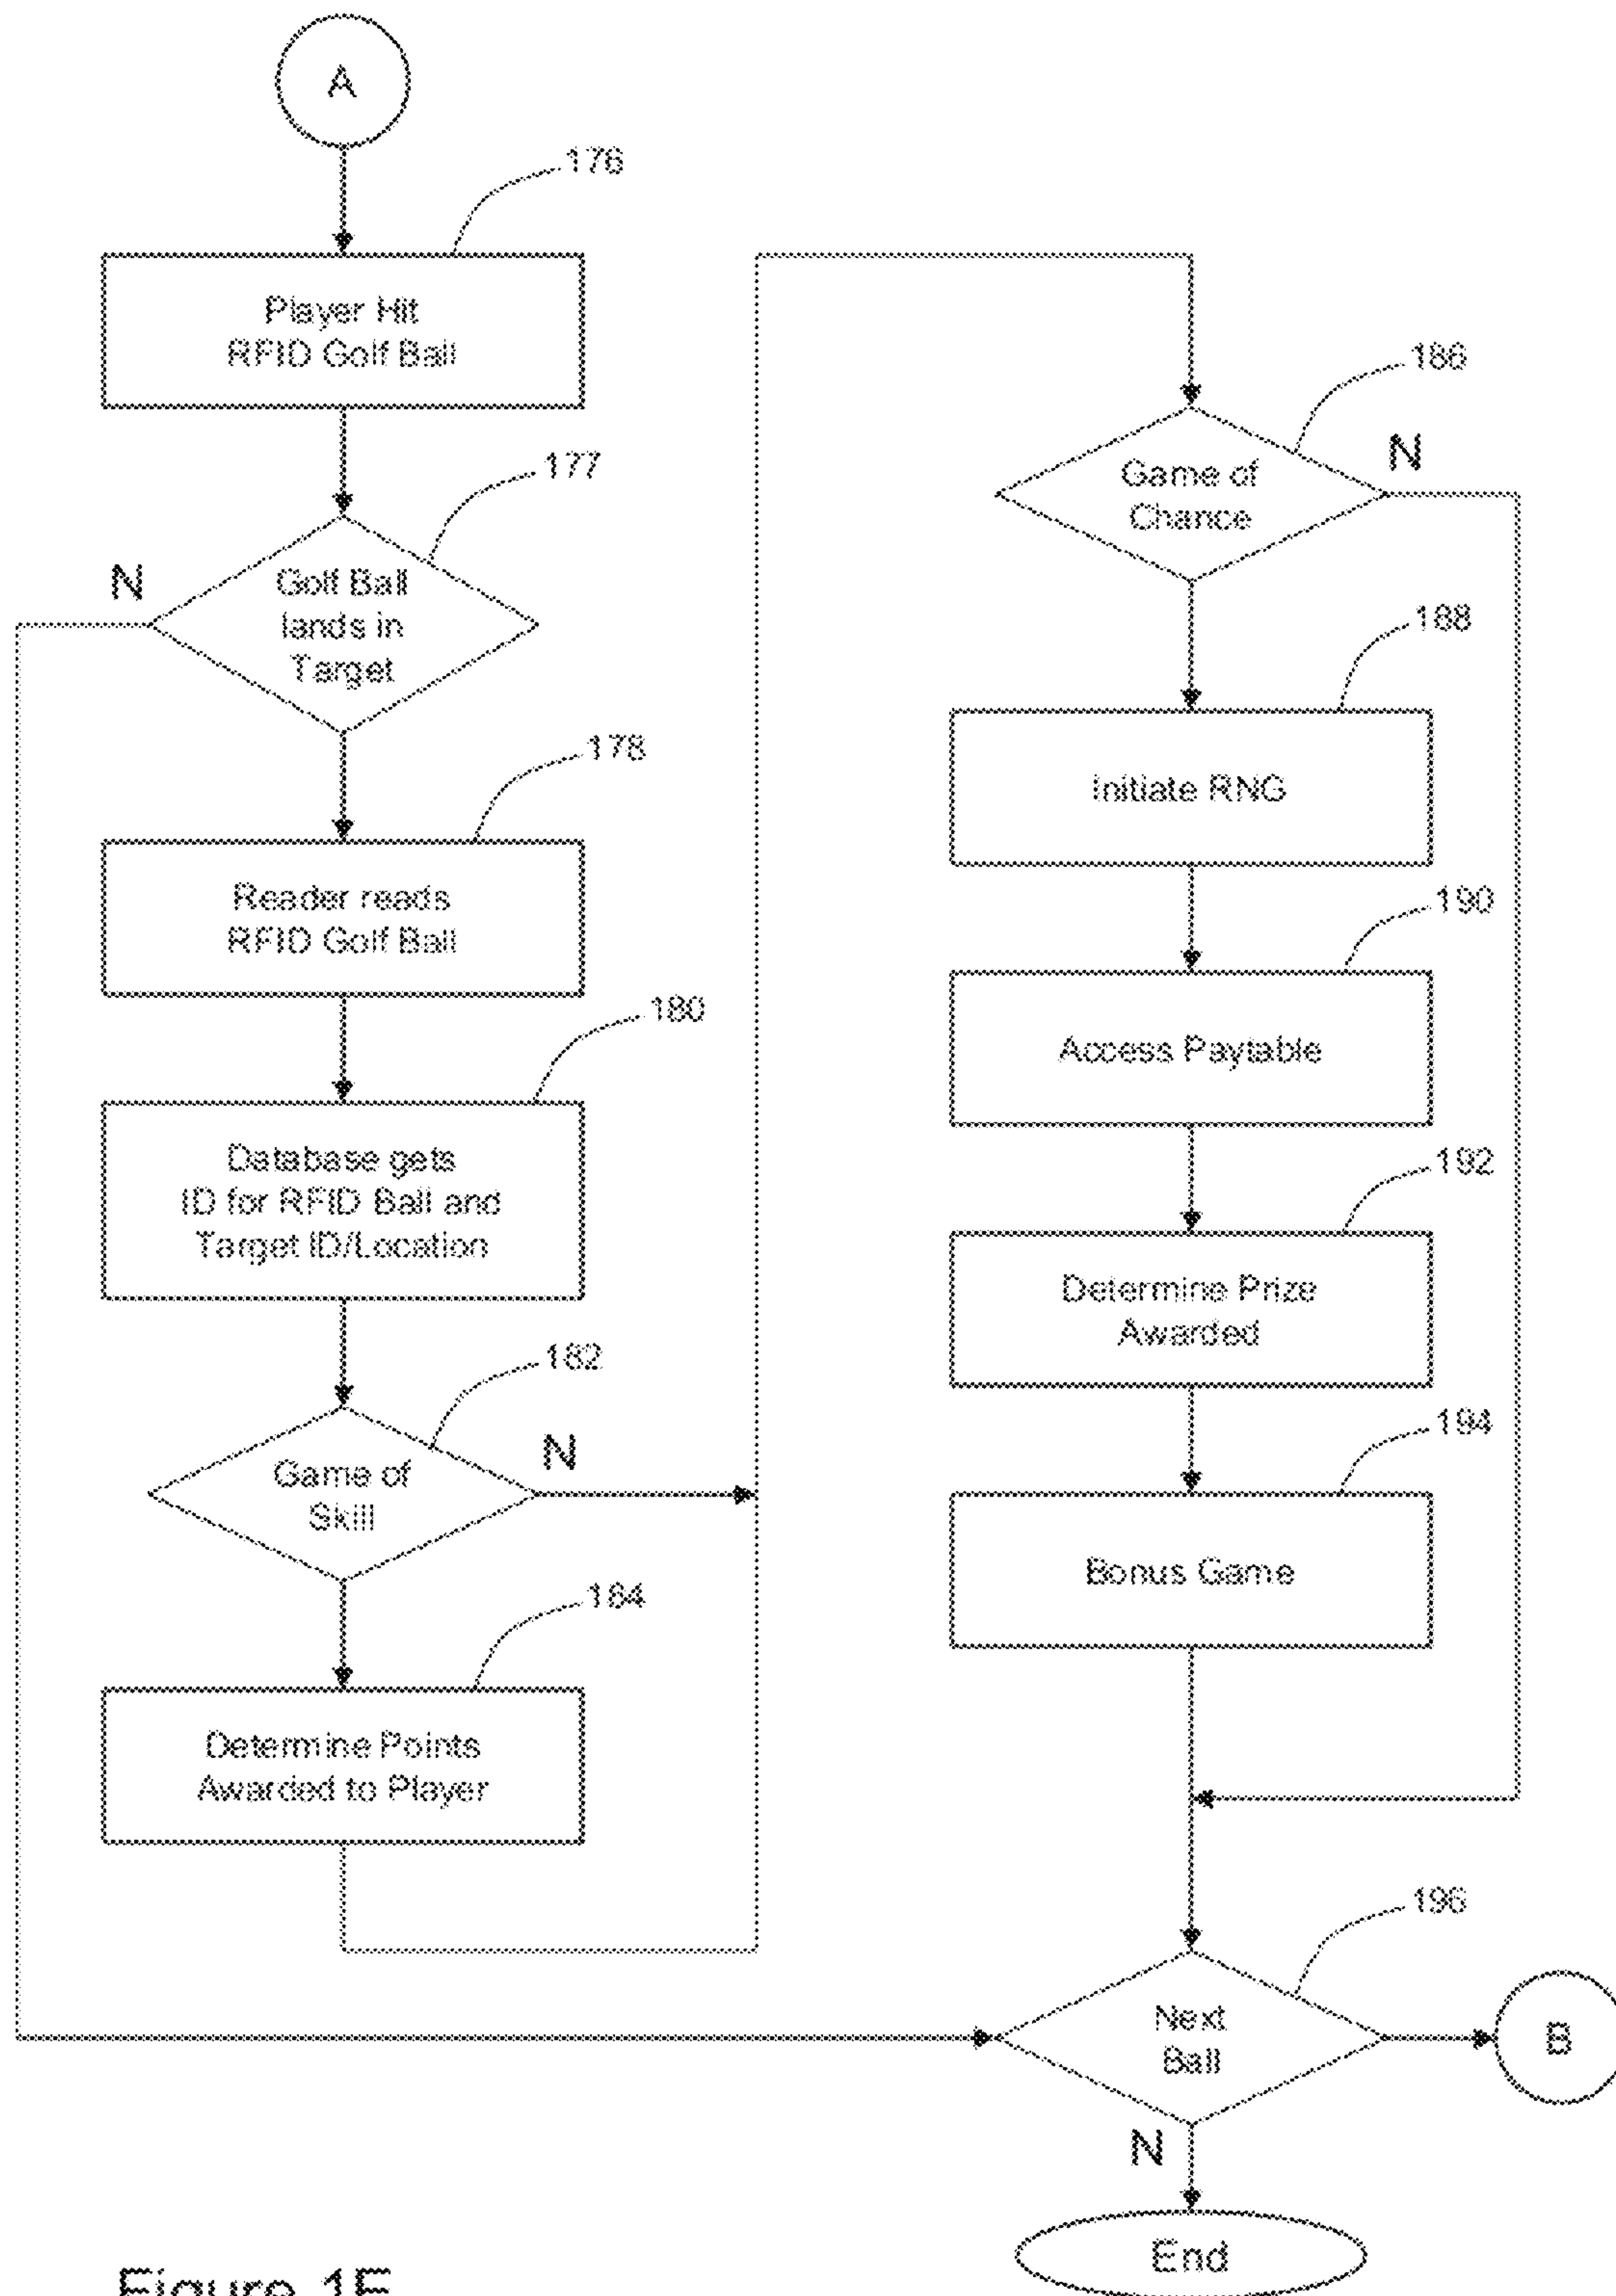 A
176
Player Hit
RFID Golf Ball
177
N
Golf Ball
lands in
Target
178
Reader reads
RFID Golf Ball
180
Database gets
ID for RFID Ball and
Target ID/Location
182
N
Game of
Skill
184
Determine Points
Awarded to Player
186
N
Game of
Chance
188
Initiate RNG
190
Access Paytable
192
Determine Prize
Awarded
194
Bonus Game
196
Next
Ball
B
N
End